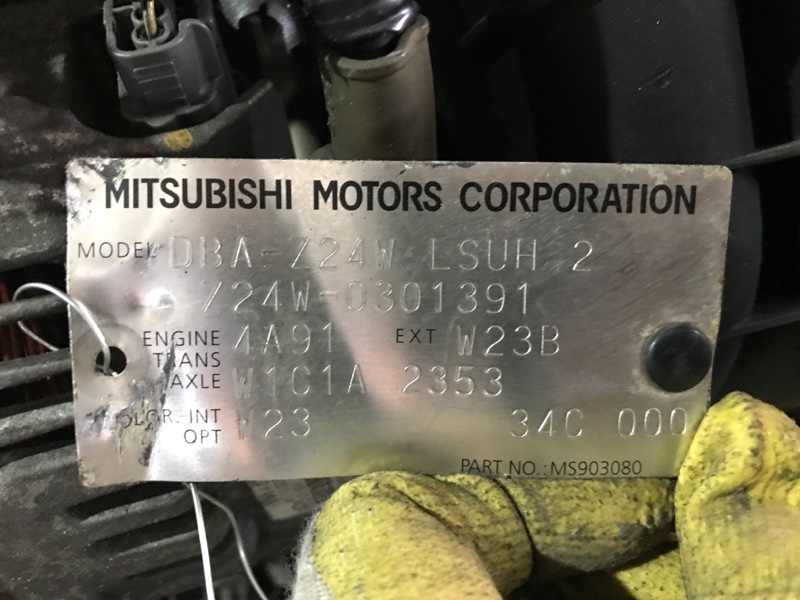 MITSUBISHI MOTORS CORPORATION
MODEL DBA-Z24W LSUH 2
Z24W-0301391
ENGINE 4A91 EXT W23B
TRANS
AXLE W1C1A 2353
COLOR. INT W23 34C 000
OPT
PART NO.:MS903080